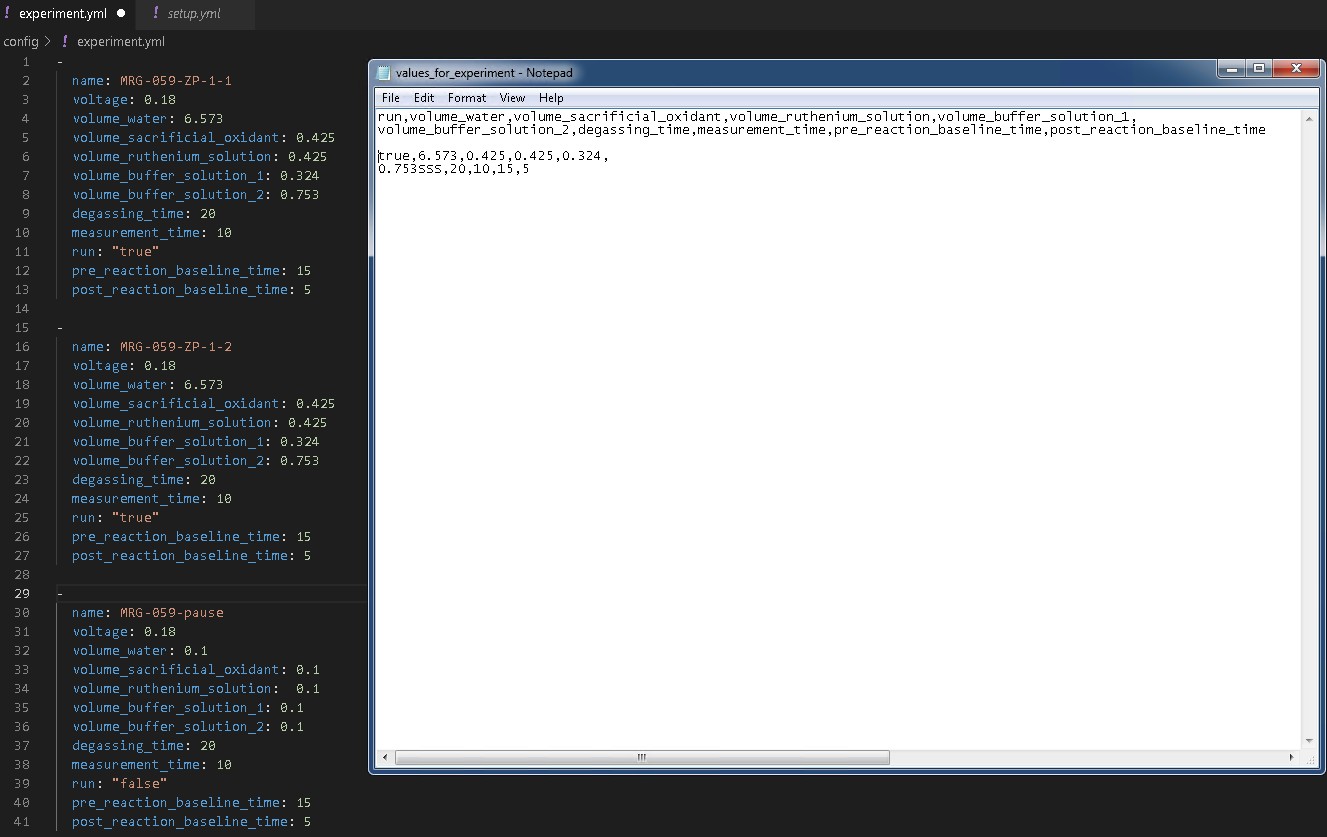 ! experiment.yml ● ! setup.yml
config > ! experiment.yml
1 -
2 name: MRG-059-ZP-1-1
3 voltage: 0.18
4 volume_water: 6.573
5 volume_sacrificial_oxidant: 0.425
6 volume_ruthenium_solution: 0.425
7 volume_buffer_solution_1: 0.324
8 volume_buffer_solution_2: 0.753
9 degassing_time: 20
10 measurement_time: 10
11 run: "true"
12 pre_reaction_baseline_time: 15
13 post_reaction_baseline_time: 5
14
15 -
16 name: MRG-059-ZP-1-2
17 voltage: 0.18
18 volume_water: 6.573
19 volume_sacrificial_oxidant: 0.425
20 volume_ruthenium_solution: 0.425
21 volume_buffer_solution_1: 0.324
22 volume_buffer_solution_2: 0.753
23 degassing_time: 20
24 measurement_time: 10
25 run: "true"
26 pre_reaction_baseline_time: 15
27 post_reaction_baseline_time: 5
28
29 -
30 name: MRG-059-pause
31 voltage: 0.18
32 volume_water: 0.1
33 volume_sacrificial_oxidant: 0.1
34 volume_ruthenium_solution:  0.1
35 volume_buffer_solution_1: 0.1
36 volume_buffer_solution_2: 0.1
37 degassing_time: 20
38 measurement_time: 10
39 run: "false"
40 pre_reaction_baseline_time: 15
41 post_reaction_baseline_time: 5
values_for_experiment - Notepad
File Edit Format View Help
run,volume_water,volume_sacrificial_oxidant,volume_ruthenium_solution,volume_buffer_solution_1,
volume_buffer_solution_2,degassing_time,measurement_time,pre_reaction_baseline_time,post_reaction_baseline_time
true,6.573,0.425,0.425,0.324,
0.753sss,20,10,15,5